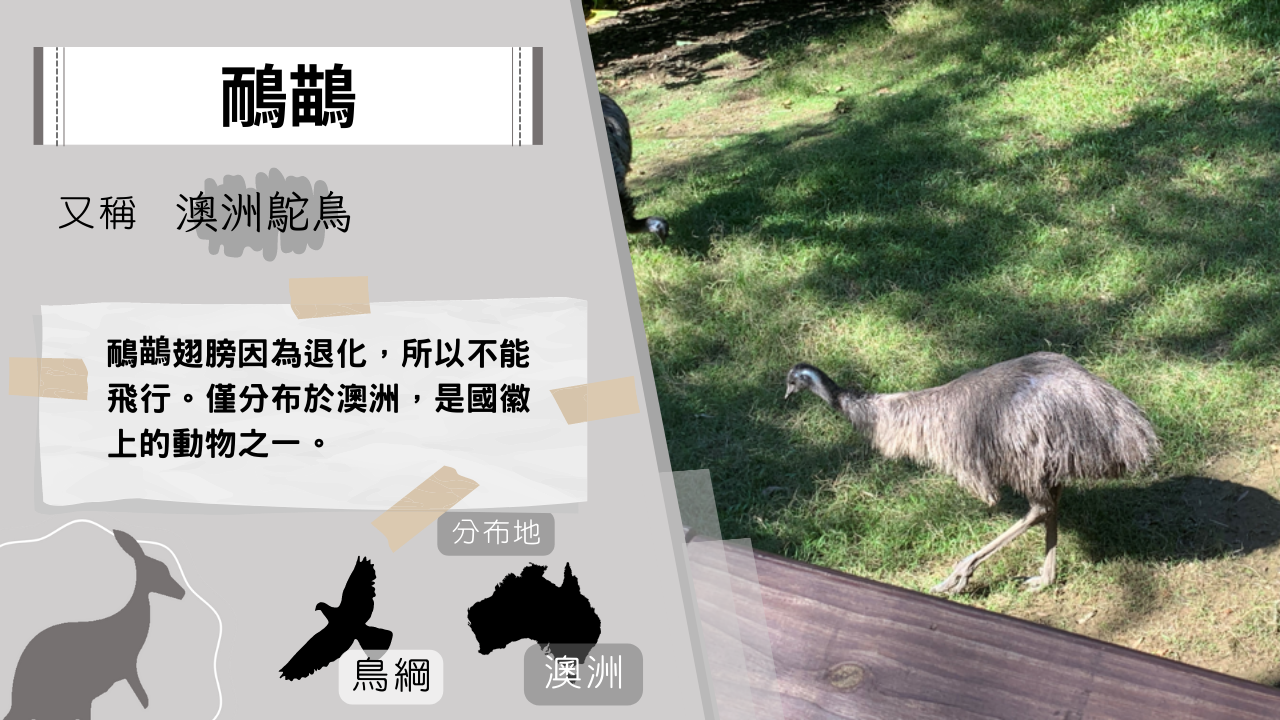 鴯鶓
又稱 澳洲鴕鳥
鴯鶓翅膀因為退化，所以不能
飛行。僅分布於澳洲，是國徽
上的動物之一。
分布地
鳥綱
澳洲